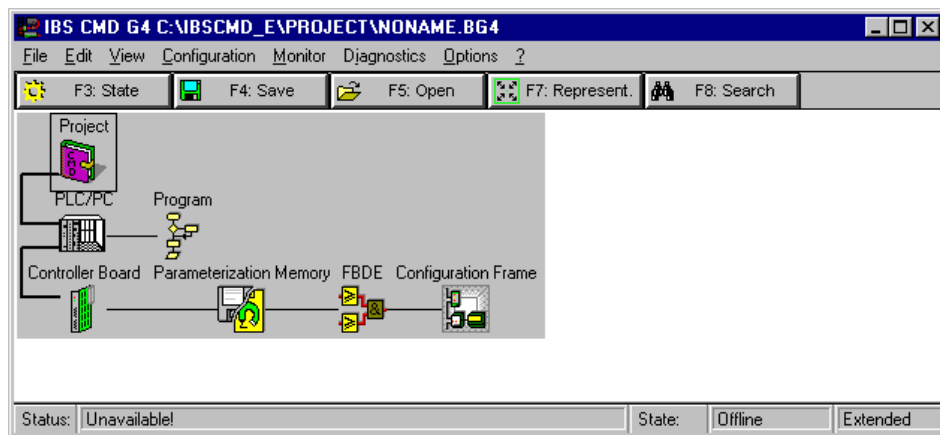 IBS CMD G4 C:\IBSCMD_E\PROJECT\NONAME.BG4
File Edit View Configuration Monitor Diagnostics Options ?
F3: State F4: Save F5: Open F7: Represent. F8: Search
Project
CMD
PLC/PC Program
Controller Board Parameterization Memory FBDE Configuration Frame
≥
&
≥
Status: Unavailable! State: Offline Extended